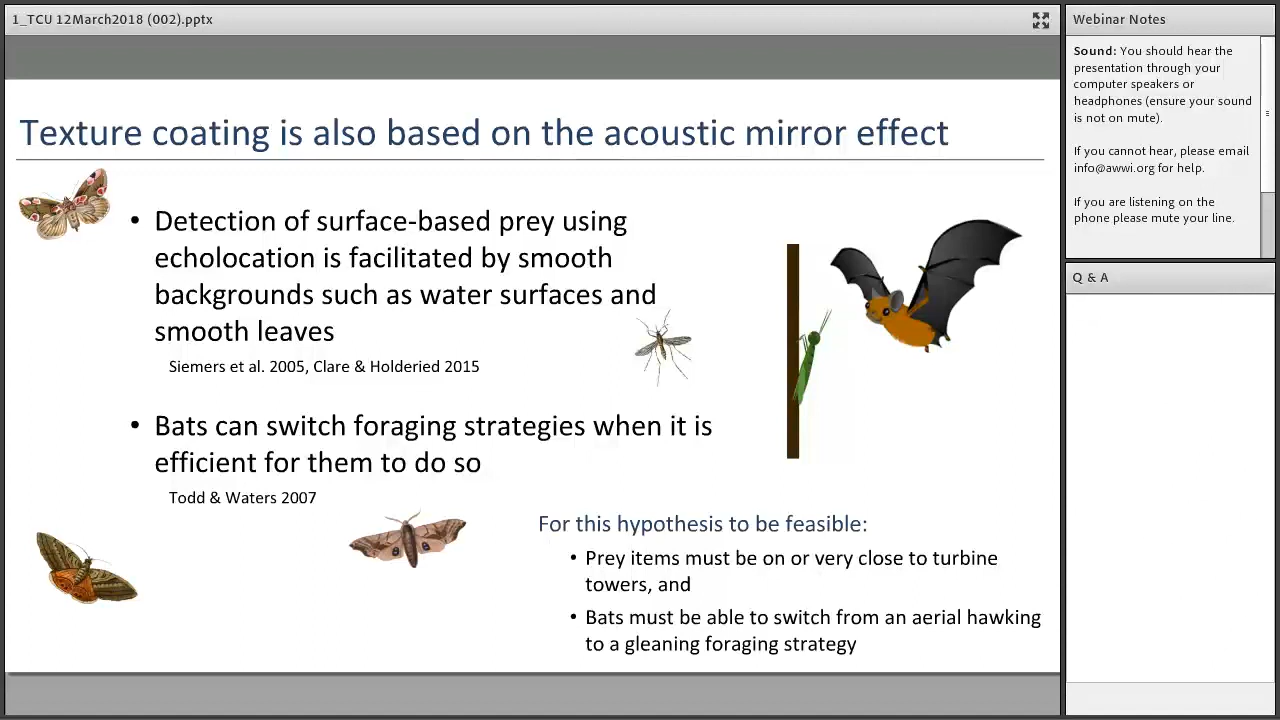 1_TCU 12March2018 (002).pptx
Texture coating is also based on the acoustic mirror effect
• Detection of surface-based prey using
echolocation is facilitated by smooth
backgrounds such as water surfaces and
smooth leaves
Siemers et al. 2005, Clare & Holderied 2015
• Bats can switch foraging strategies when it is
efficient for them to do so
Todd & Waters 2007
For this hypothesis to be feasible:
• Prey items must be on or very close to turbine
towers, and
• Bats must be able to switch from an aerial hawking
to a gleaning foraging strategy
Webinar Notes
Sound: You should hear the
presentation through your
computer speakers or
headphones (ensure your sound
is not on mute).
If you cannot hear, please email
info@awwi.org for help.
If you are listening on the
phone please mute your line.
Q & A